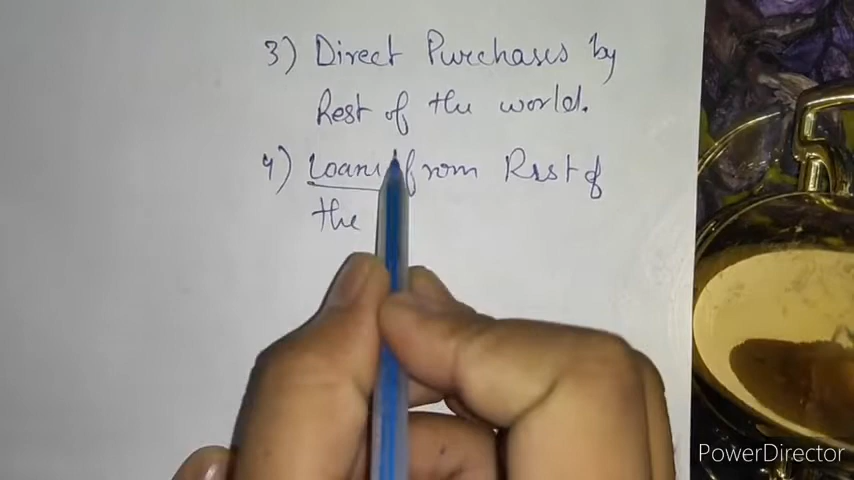 3) Direct Purchases by
Rest of the world.
4) Loans from Rest of
the
PowerDirector